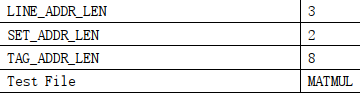 LINE_ADDR_LEN 3
SET_ADDR_LEN 2
TAG_ADDR_LEN 8
Test File MATMUL